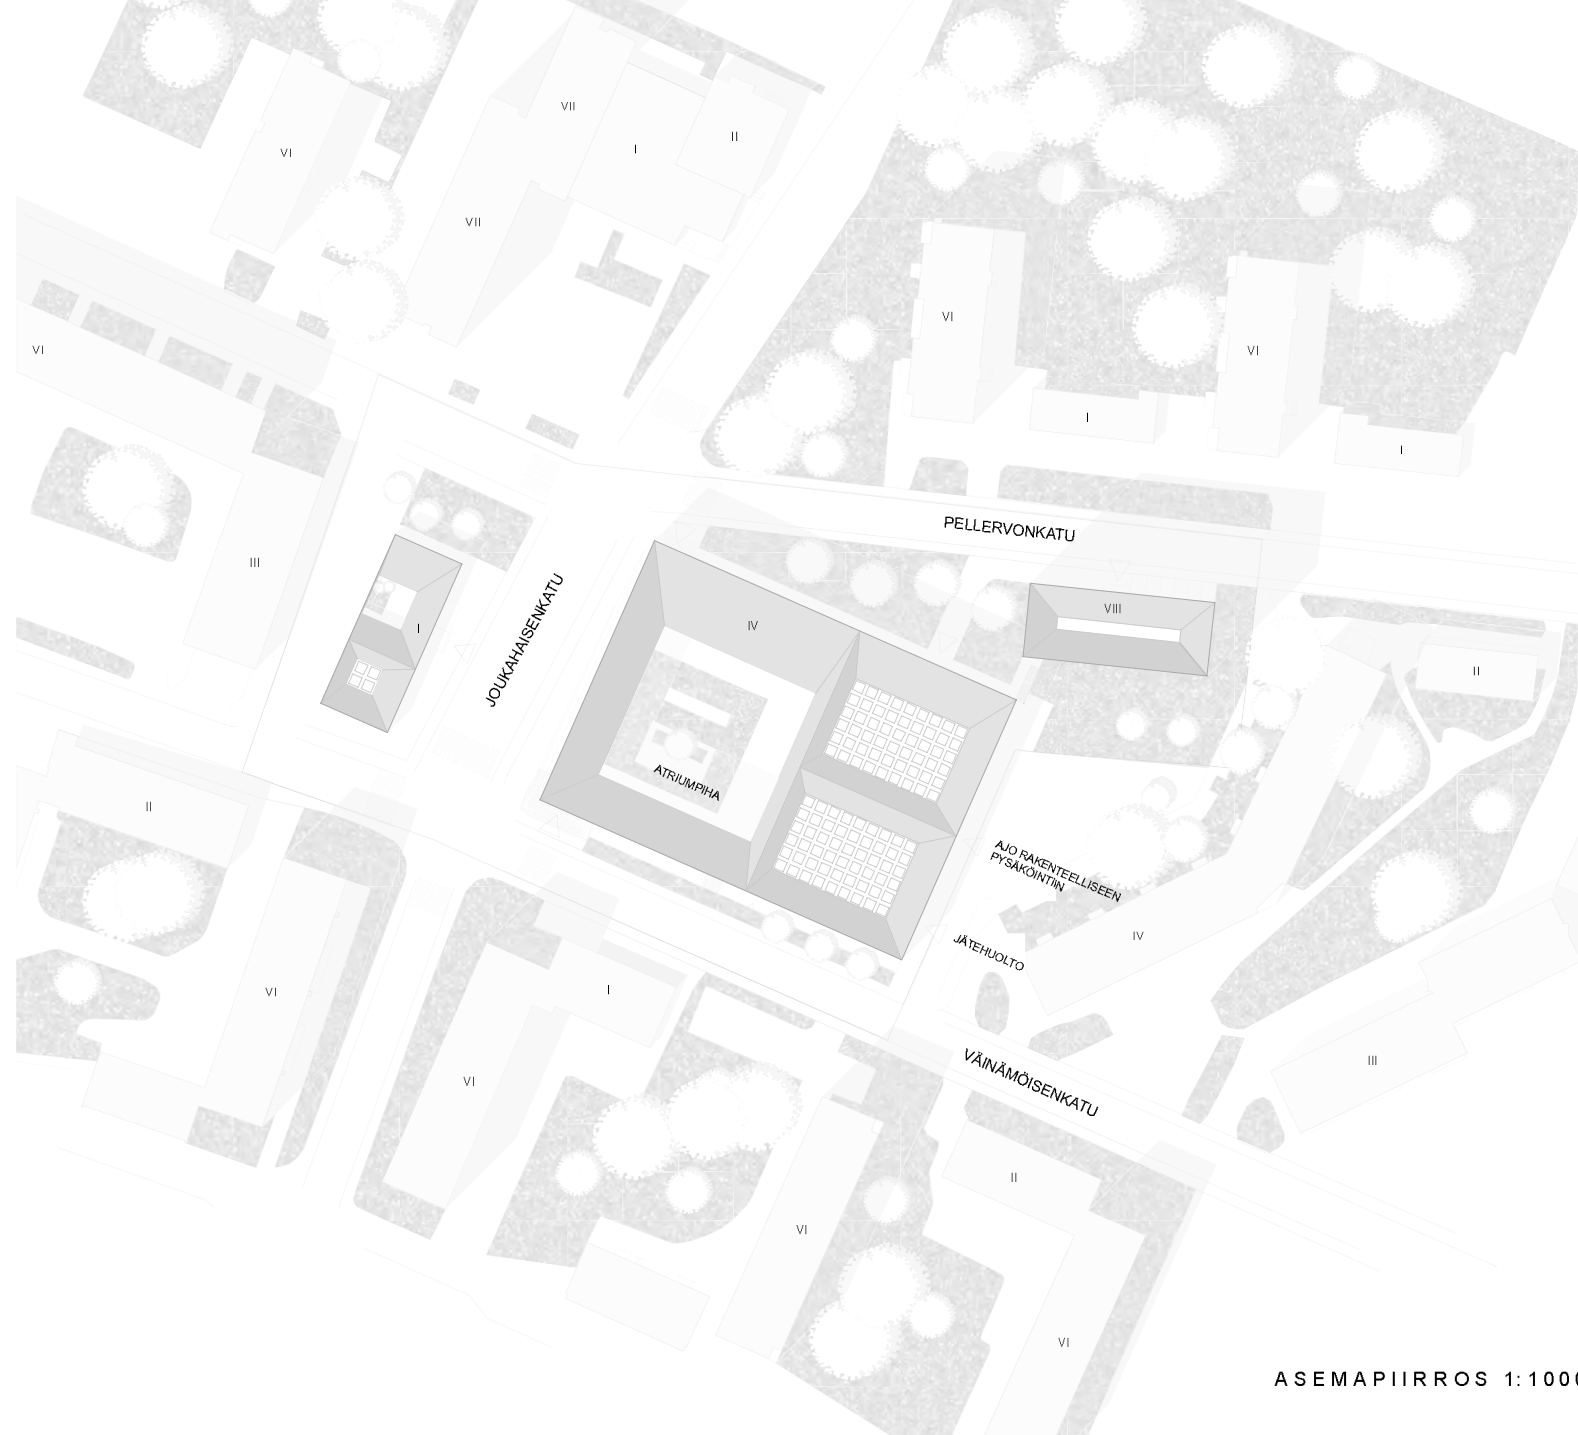 VII
II
I
VI
VII
VI
VI
VI
I
I
PELLERVONKATU
III
JOUKAHAISENKATU
VIII
IV
I
II
ATRIUMPIHA
II
AJO RAKENTEELLISEEN
PYSÄKÖINTIIN
IV
JÄTEHUOLTO
I
VI
VÄINÄMÖISENKATU
III
VI
II
VI
VI
ASEMAPIIRROS 1:1000